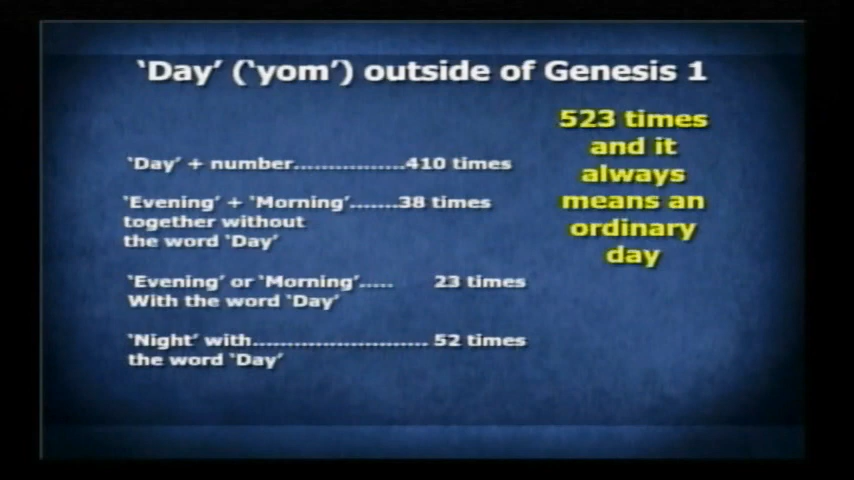 ‘Day’ (‘yom’) outside of Genesis 1
523 times
and it
always
means an
ordinary
day
‘Day’ + number................410 times
‘Evening’ + ‘Morning’.......38 times
together without
the word ‘Day’
‘Evening’ or ‘Morning’..... 23 times
With the word ‘Day’
‘Night’ with.......................... 52 times
the word ‘Day’